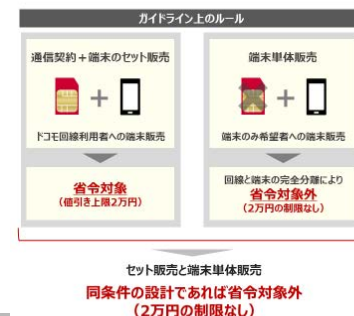 ガイドライン上のルール
通信契約+端末のセット販売
ドコモ回線利用者への端末販売
省令対象
(値引き上限2万円)
端末単体販売
端末のみ希望者への端末販売
回線と端末の完全分離により
省令対象外
(2万円の制限なし)
セット販売と端末単体販売
同条件の設計であれば省令対象外
(2万円の制限なし)